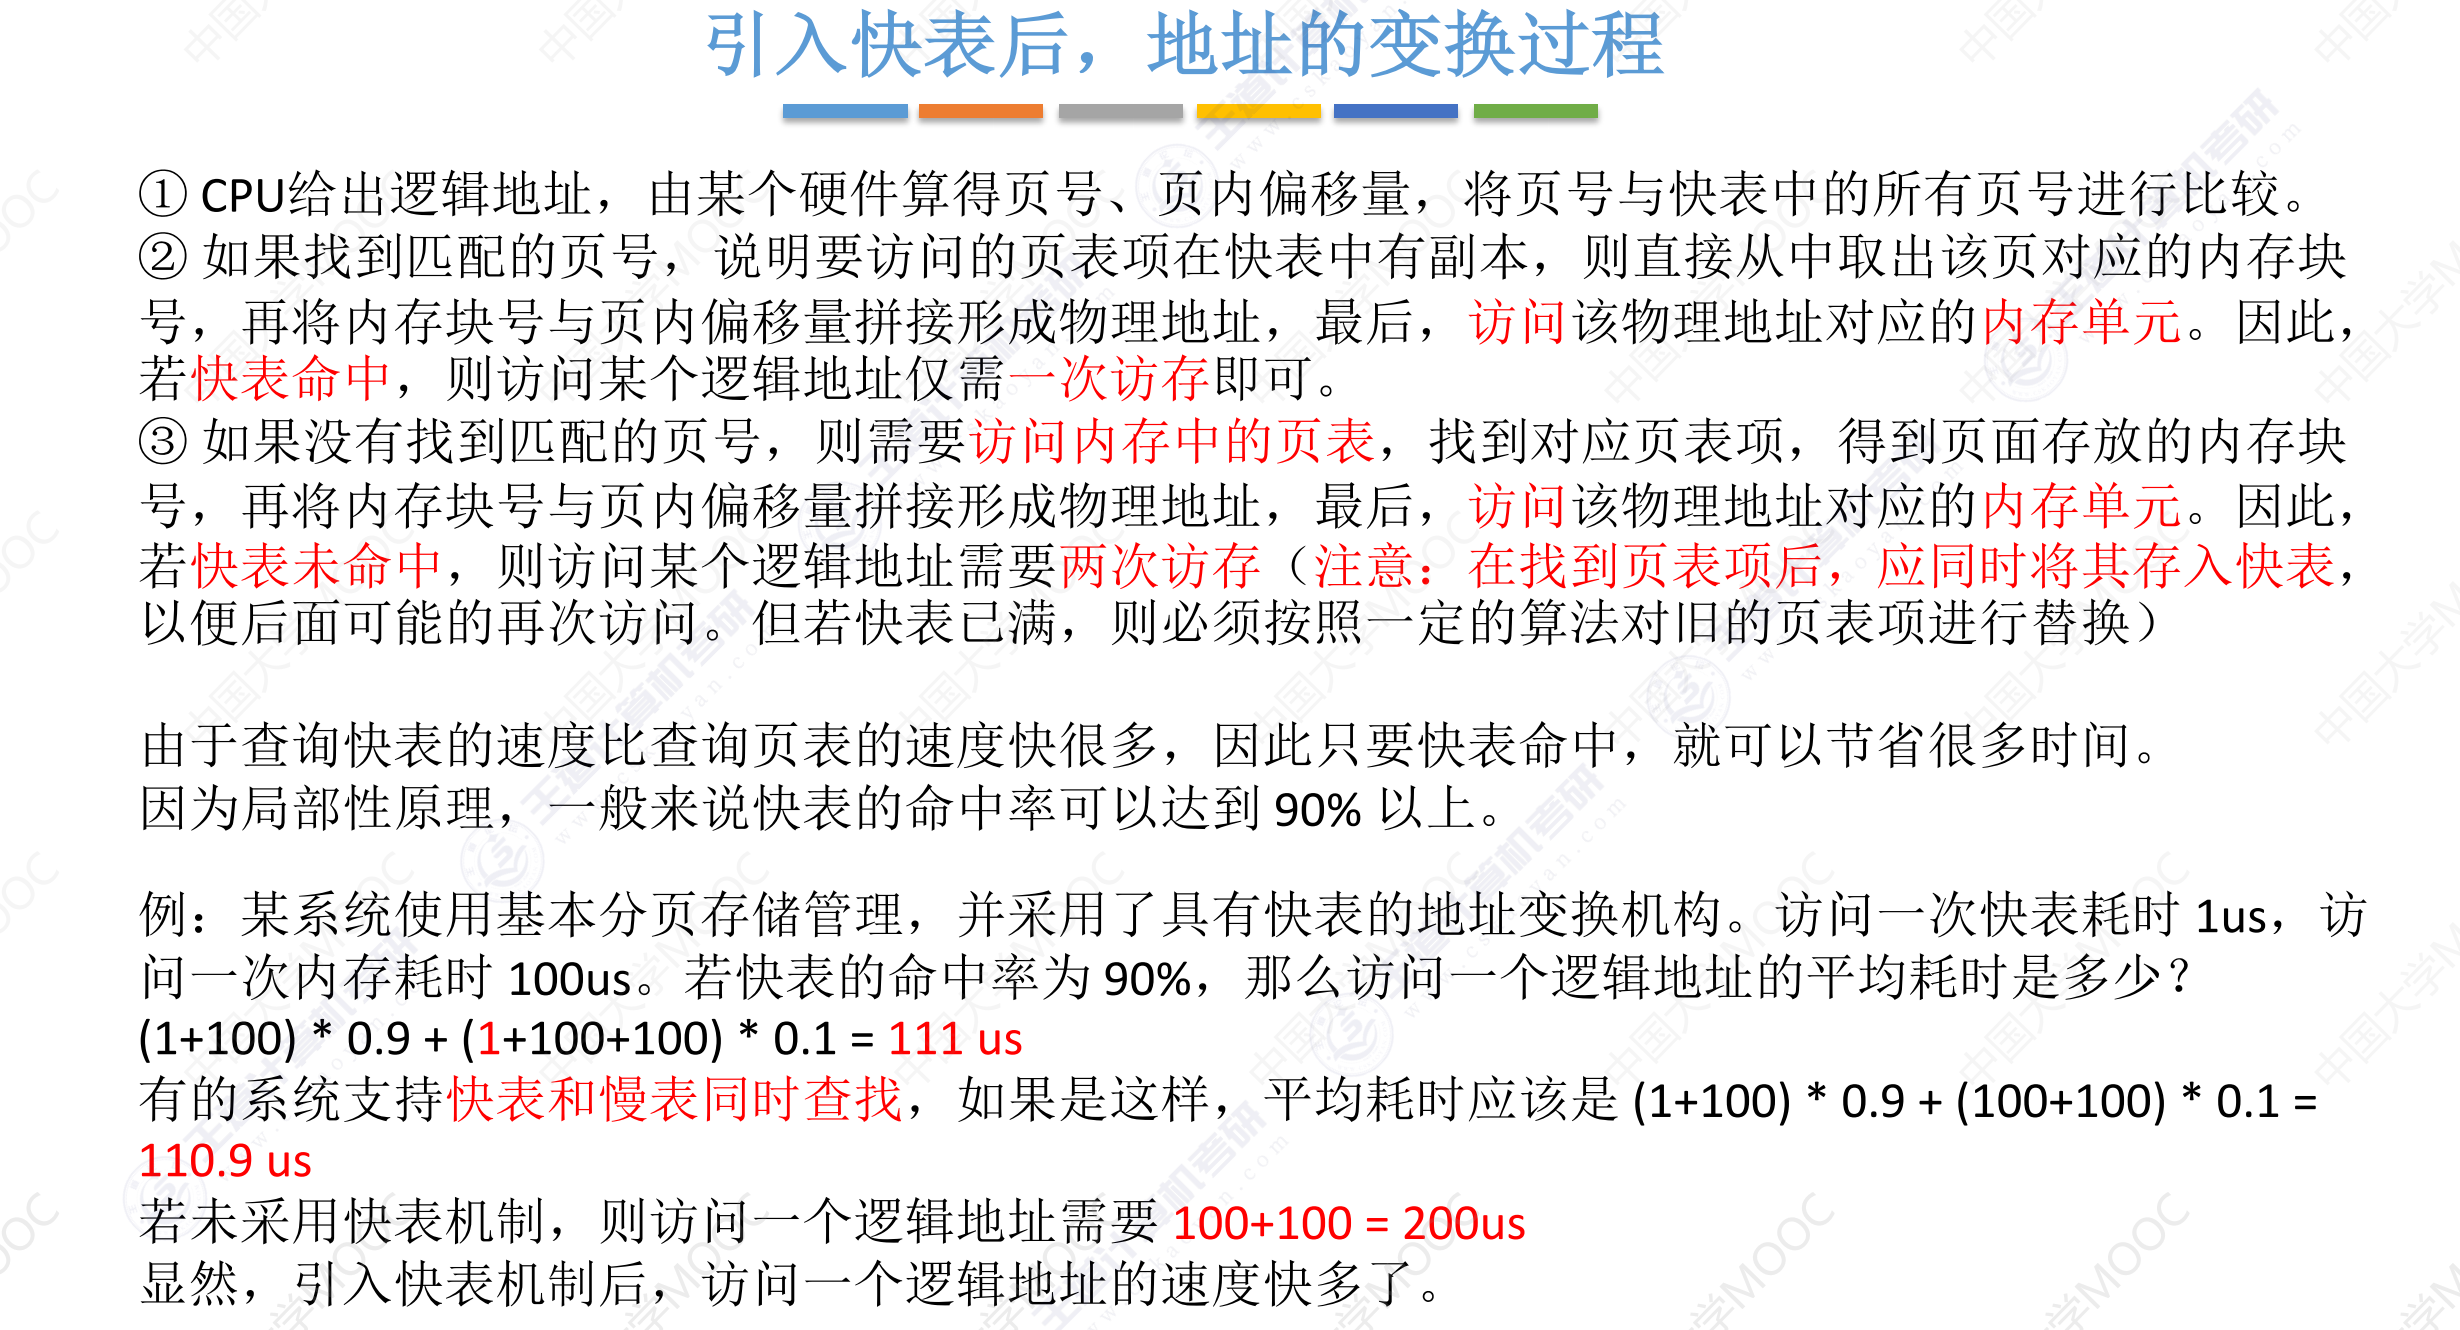 引入快表后，地址的变换过程
① CPU给出逻辑地址，由某个硬件算得页号、页内偏移量，将页号与快表中的所有页号进行比较。
② 如果找到匹配的页号，说明要访问的页表项在快表中有副本，则直接从中取出该页对应的内存块
号，再将内存块号与页内偏移量拼接形成物理地址，最后，访问该物理地址对应的内存单元。因此，
若快表命中，则访问某个逻辑地址仅需一次访存即可。
③ 如果没有找到匹配的页号，则需要访问内存中的页表，找到对应页表项，得到页面存放的内存块
号，再将内存块号与页内偏移量拼接形成物理地址，最后，访问该物理地址对应的内存单元。因此，
若快表未命中，则访问某个逻辑地址需要两次访存（注意：在找到页表项后，应同时将其存入快表，
以便后面可能的再次访问。但若快表已满，则必须按照一定的算法对旧的页表项进行替换）
由于查询快表的速度比查询页表的速度快很多，因此只要快表命中，就可以节省很多时间。
因为局部性原理，一般来说快表的命中率可以达到 90% 以上。
例：某系统使用基本分页存储管理，并采用了具有快表的地址变换机构。访问一次快表耗时 1us，访
问一次内存耗时 100us。若快表的命中率为 90%，那么访问一个逻辑地址的平均耗时是多少？
(1+100) * 0.9 + (1+100+100) * 0.1 = 111 us
有的系统支持快表和慢表同时查找，如果是这样，平均耗时应该是 (1+100) * 0.9 + (100+100) * 0.1 =
110.9 us
若未采用快表机制，则访问一个逻辑地址需要 100+100 = 200us
显然，引入快表机制后，访问一个逻辑地址的速度快多了。